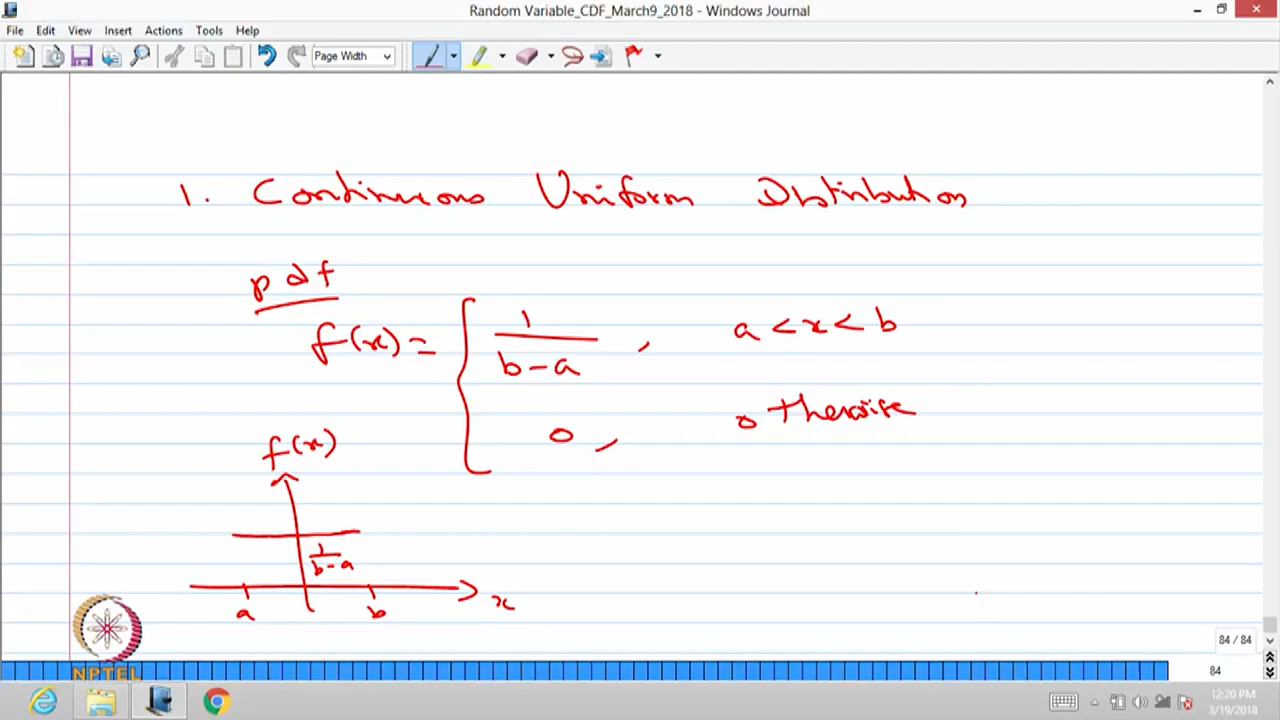 Random Variable_CDF_March9_2018 - Windows Journal
File Edit View Insert Actions Tools Help
Page Width
1. Continuous Uniform Distribution
pdf
f(x) = { 1/(b-a) , a < x < b
0 , otherwise
f(x)
1/(b-a)
a b x
84 / 84
NPTEL
84
12:20 PM
3/19/2018